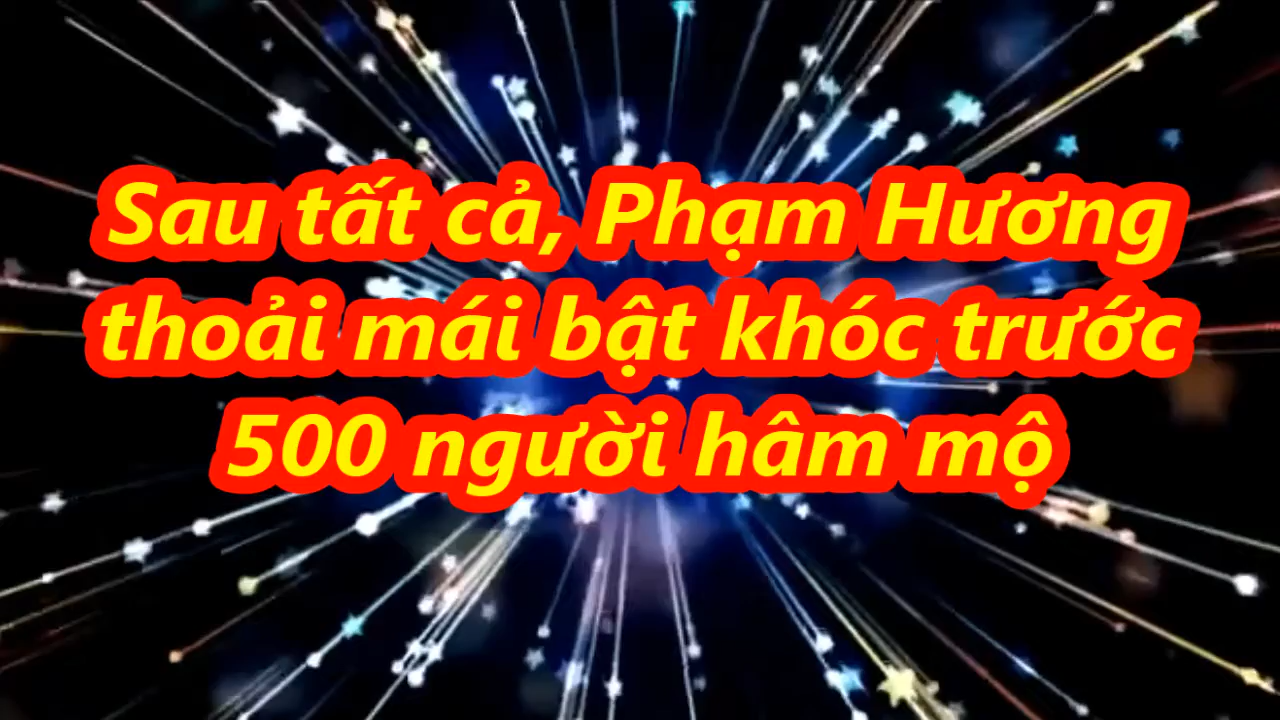 Sau tất cả, Phạm Hương
thoải mái bật khóc trước
500 người hâm mộ